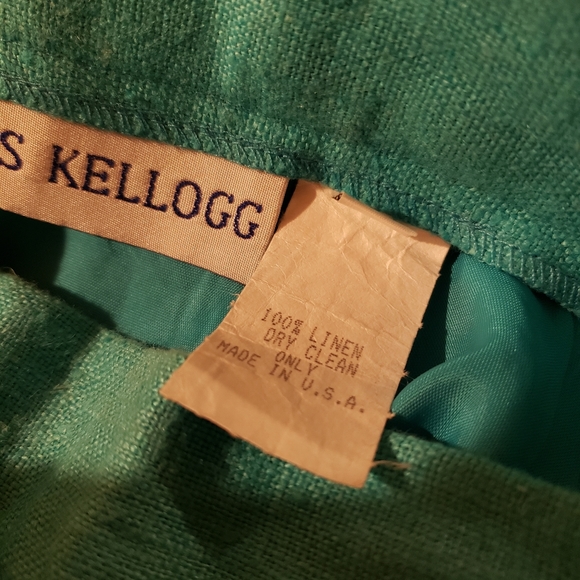 S KELLOGG
100% LINEN
DRY CLEAN
ONLY
MADE IN U.S.A.